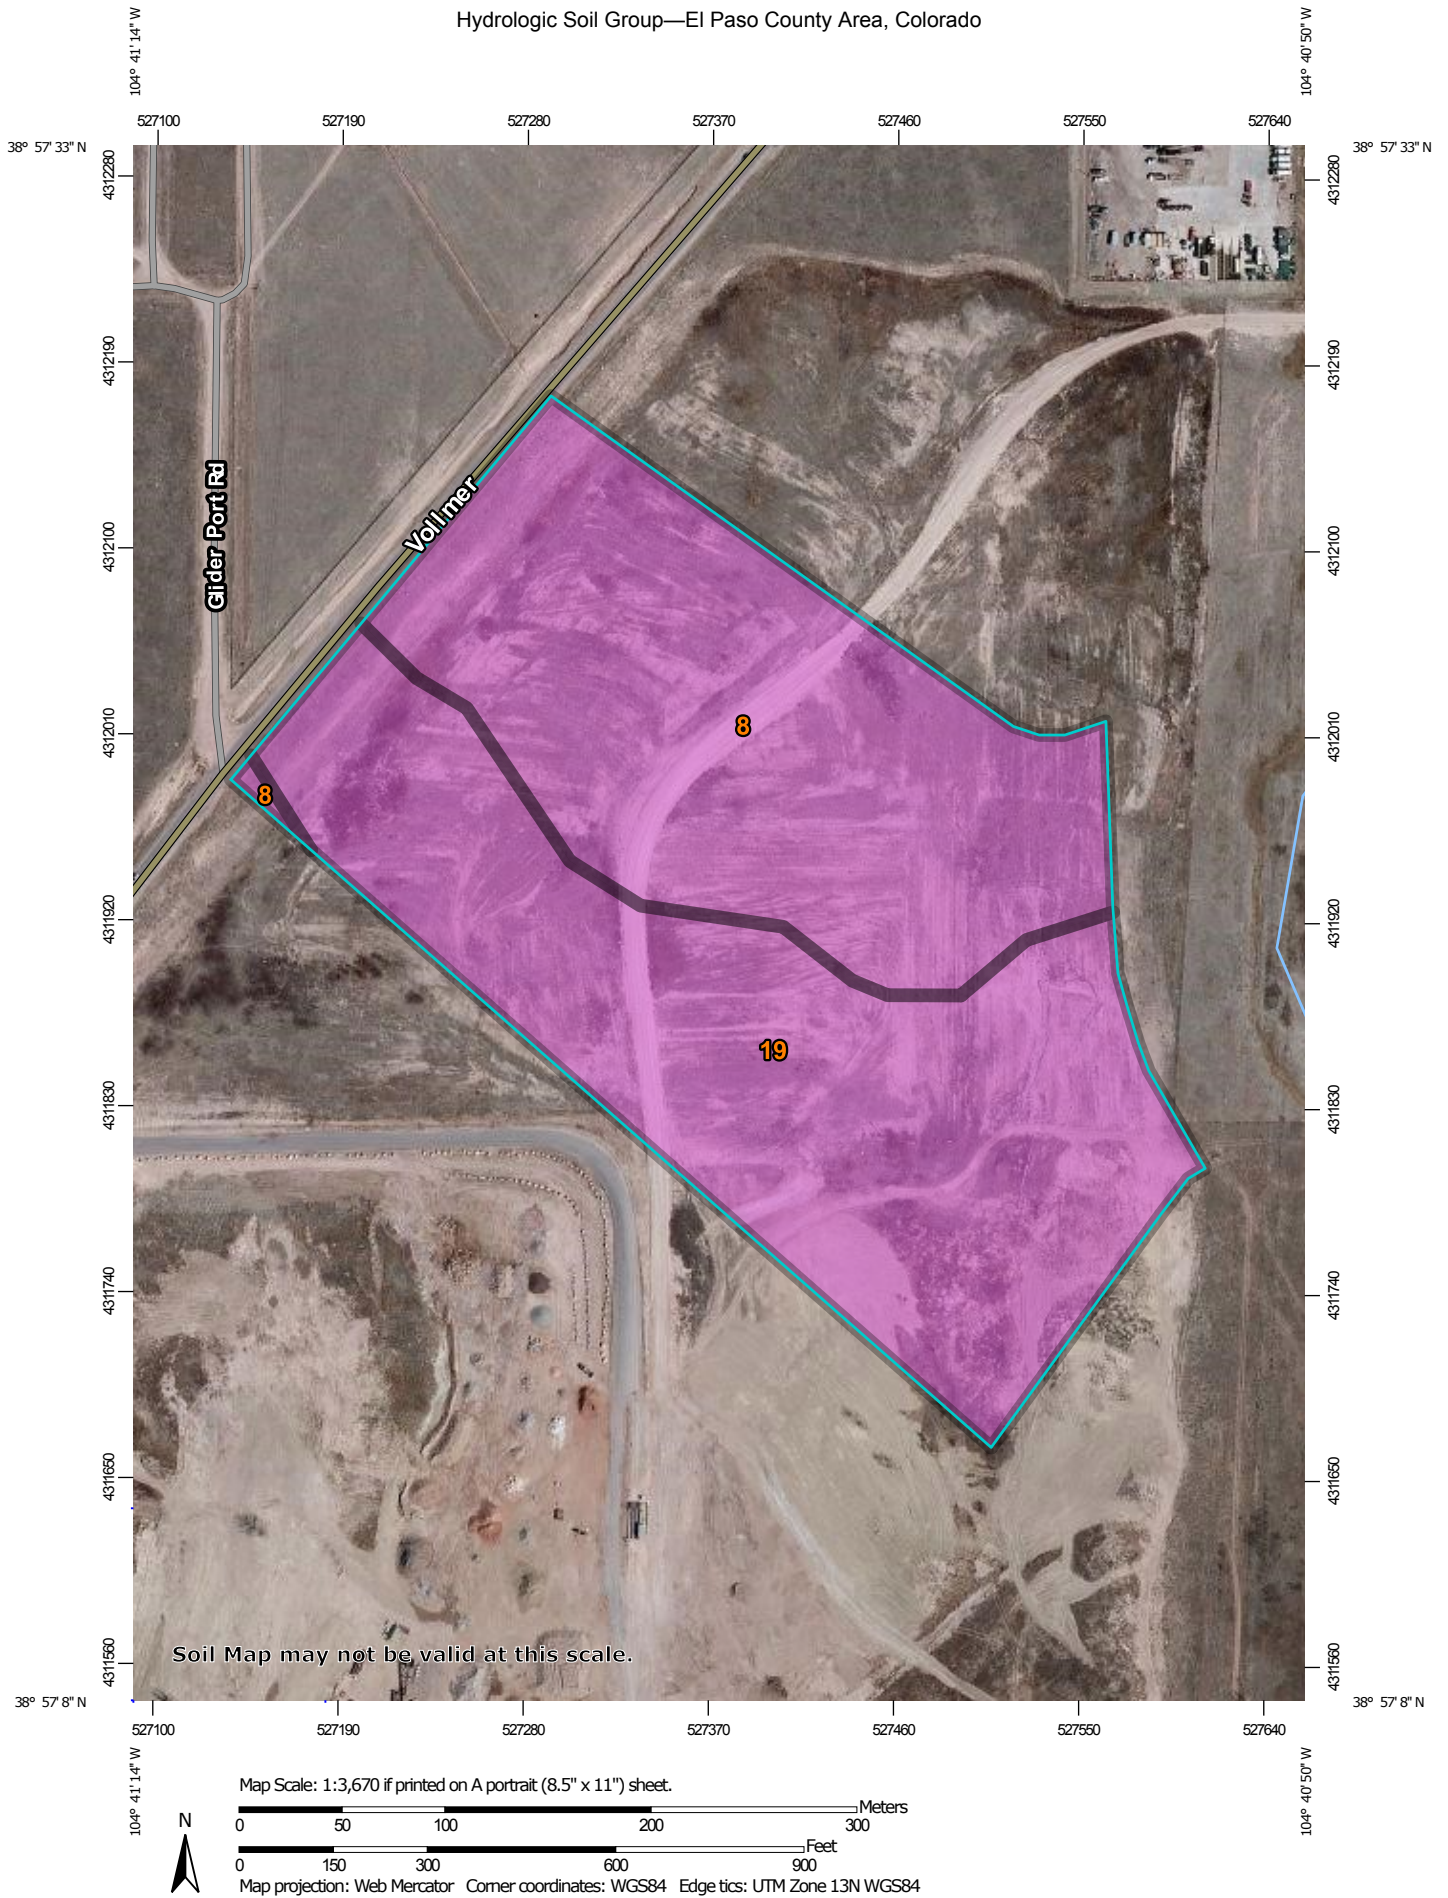 Hydrologic Soil Group—El Paso County Area, Colorado
104° 41' 14" W
104° 40' 50" W
527100 527190 527280 527370 527460 527550 527640
38° 57' 33" N
38° 57' 33" N
4312280
4312280
4312190
4312190
Glider Port Rd
Vollmer
4312100
4312100
8
4312010
4312010
8
4311920
4311920
19
4311830
4311830
4311740
4311740
4311650
4311650
Soil Map may not be valid at this scale.
4311560
4311560
38° 57' 8" N
38° 57' 8" N
527100 527190 527280 527370 527460 527550 527640
104° 41' 14" W
104° 40' 50" W
Map Scale: 1:3,670 if printed on A portrait (8.5" x 11") sheet.
Meters
0 50 100 200 300
N
Feet
0 150 300 600 900
Map projection: Web Mercator Corner coordinates: WGS84 Edge tics: UTM Zone 13N WGS84